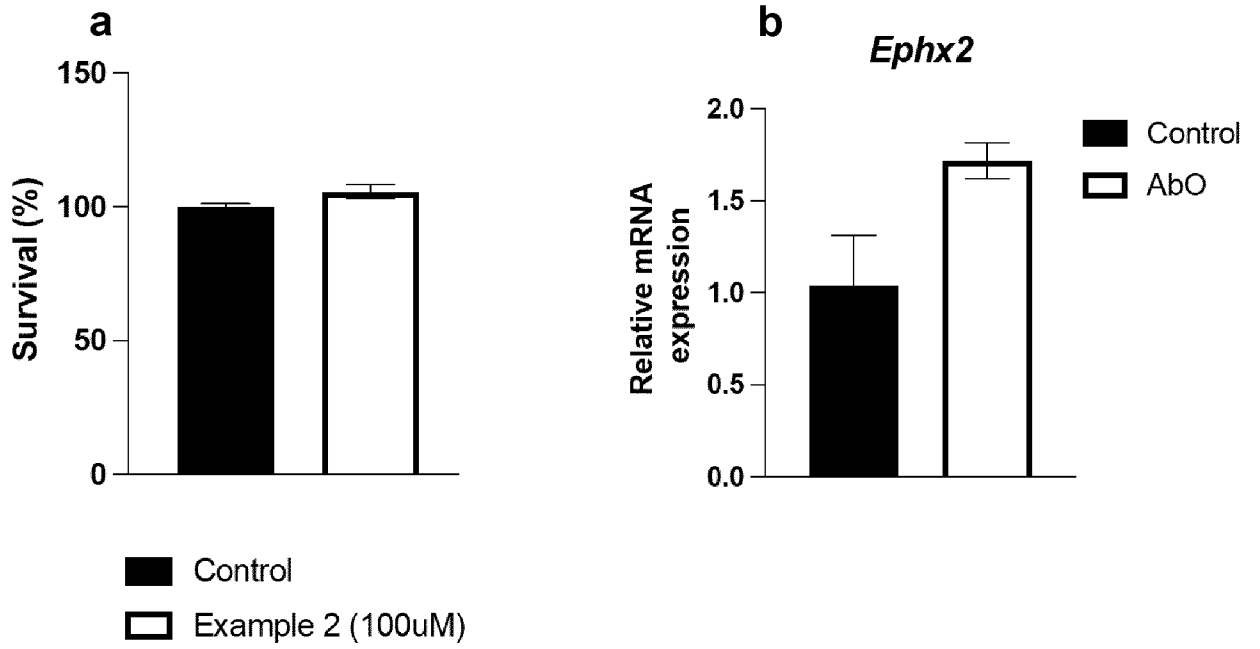 a
150
100
50
0
Survival (%)
Control
Example 2 (100uM)
b
Ephx2
2.0
1.5
1.0
0.5
0.0
Relative mRNA
expression
Control
AbO